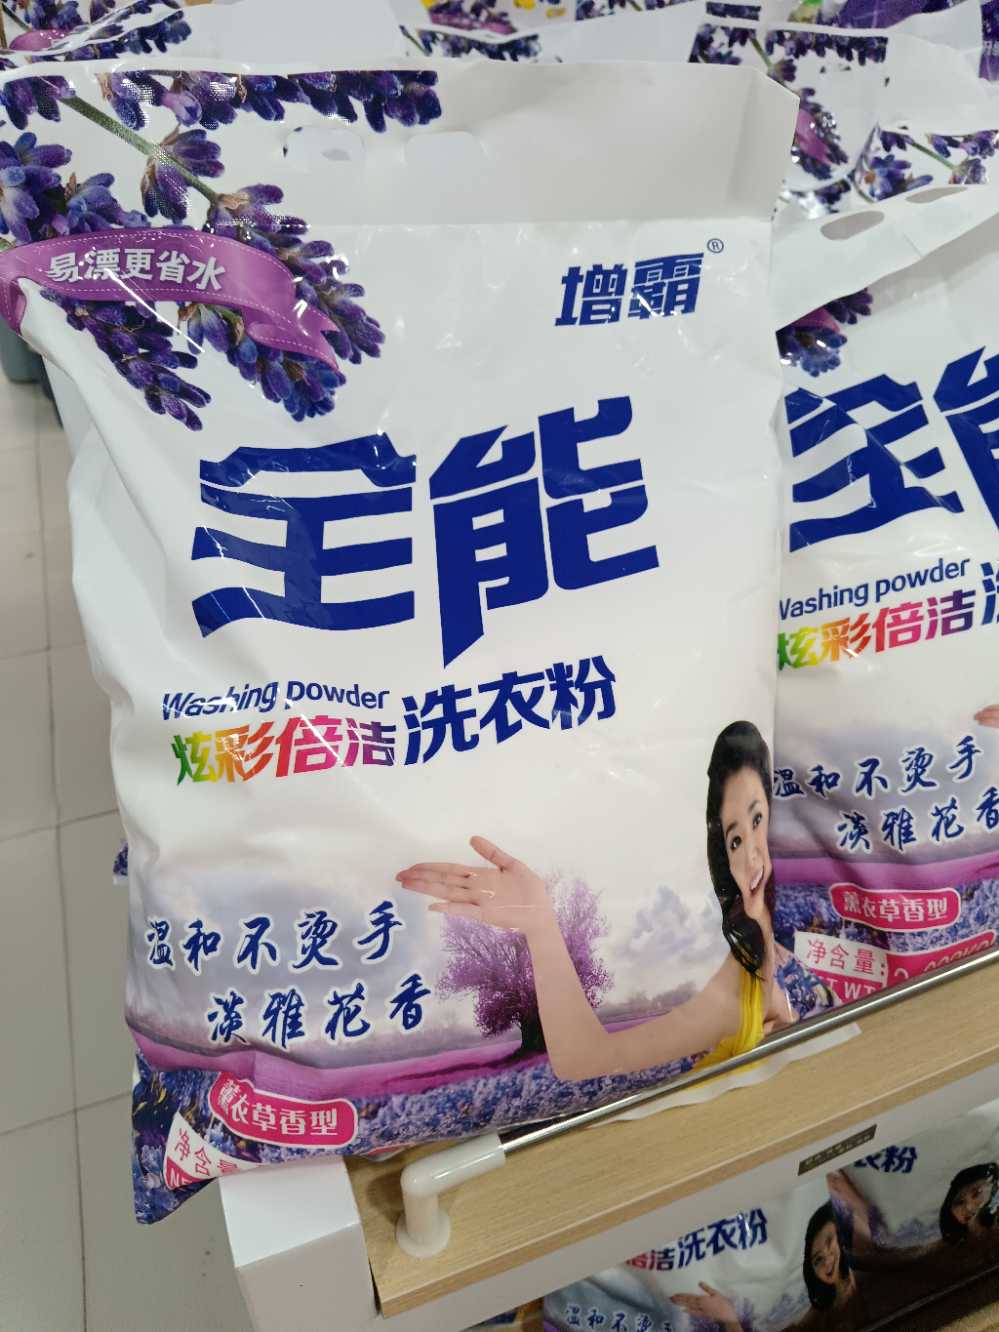 易漂更省水
增霸®
全能
Washing powder
炫彩倍洁洗衣粉
温和不烫手
淡雅花香
薰衣草香型
净含量
全能
Washing powder
炫彩倍洁
温和不烫手
淡雅花香
薰衣草香型
净含量:
衣粉
倍洁洗衣粉
温和不烫